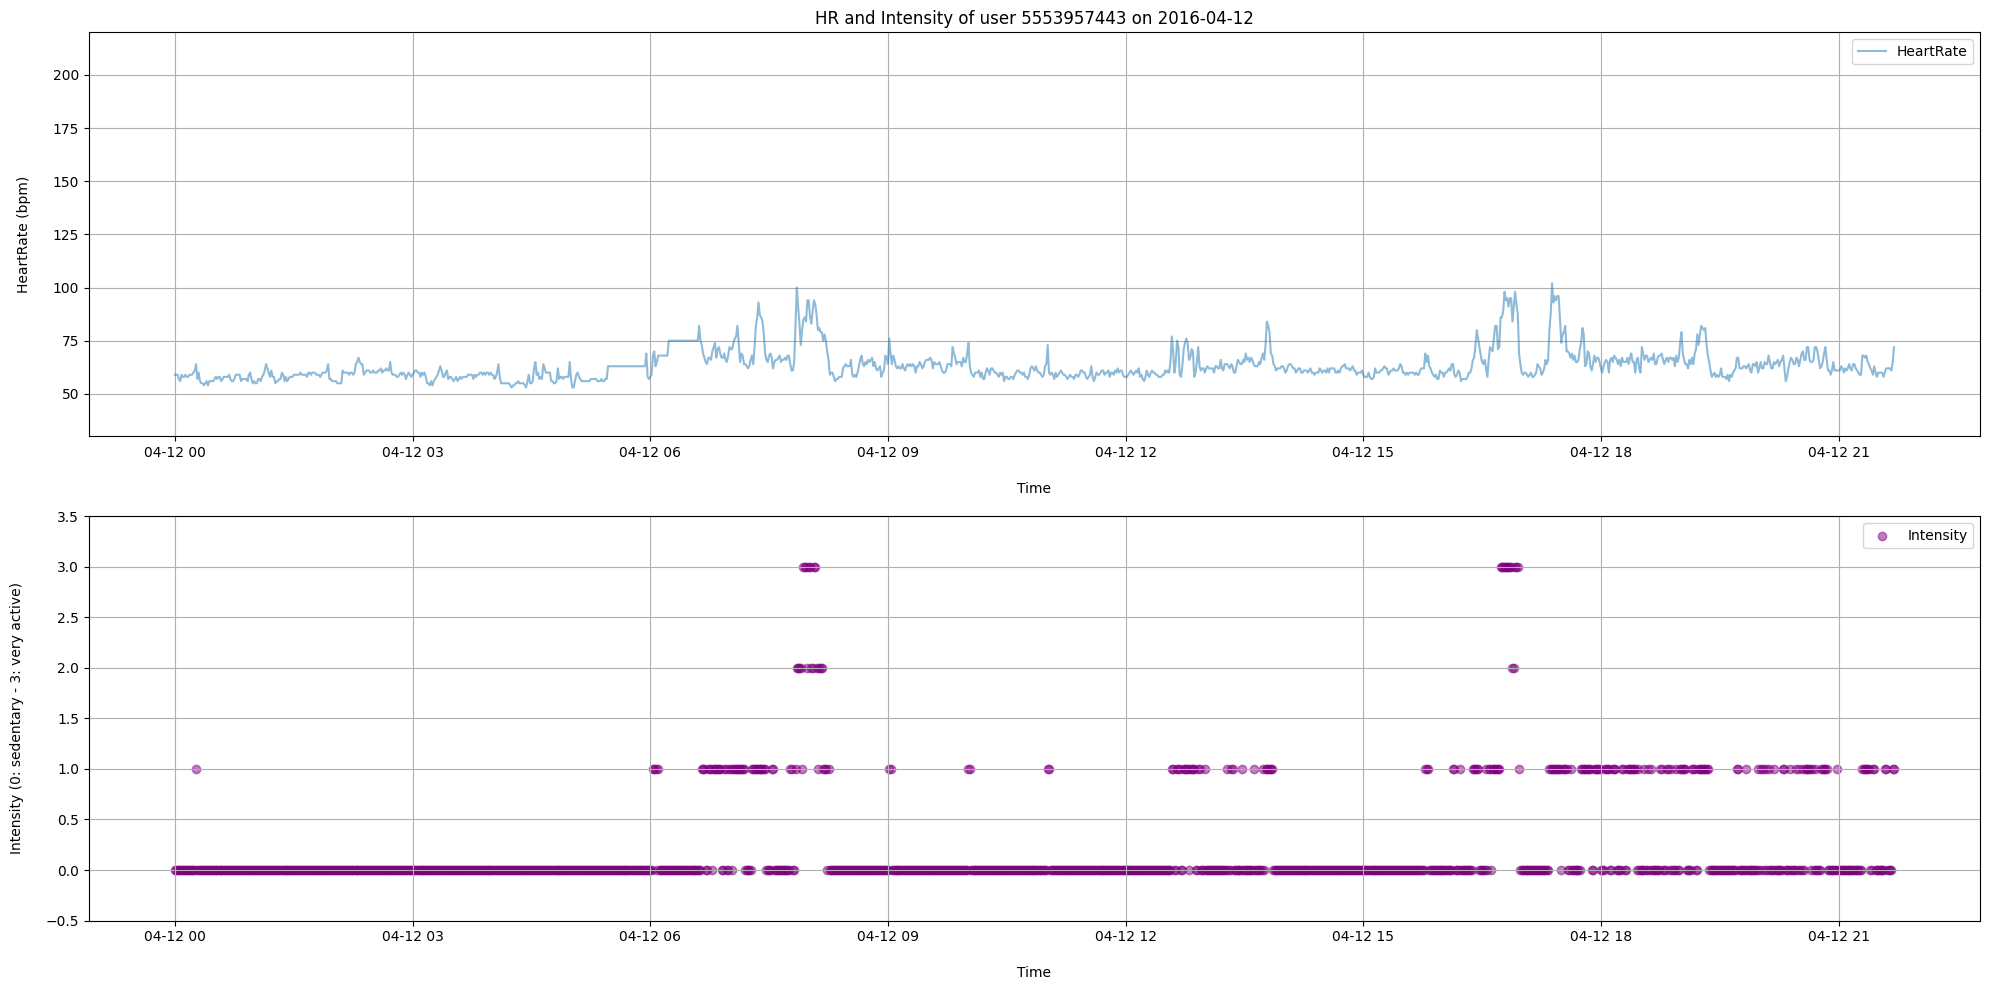 HR and Intensity of user 5553957443 on 2016-04-12
HeartRate
200
175
150
125
100
75
50
HeartRate (bpm)
04-12 00 04-12 03 04-12 06 04-12 09 04-12 12 04-12 15 04-12 18 04-12 21
Time
Intensity
3.5
3.0
2.5
2.0
1.5
1.0
0.5
0.0
−0.5
Intensity (0: sedentary - 3: very active)
04-12 00 04-12 03 04-12 06 04-12 09 04-12 12 04-12 15 04-12 18 04-12 21
Time